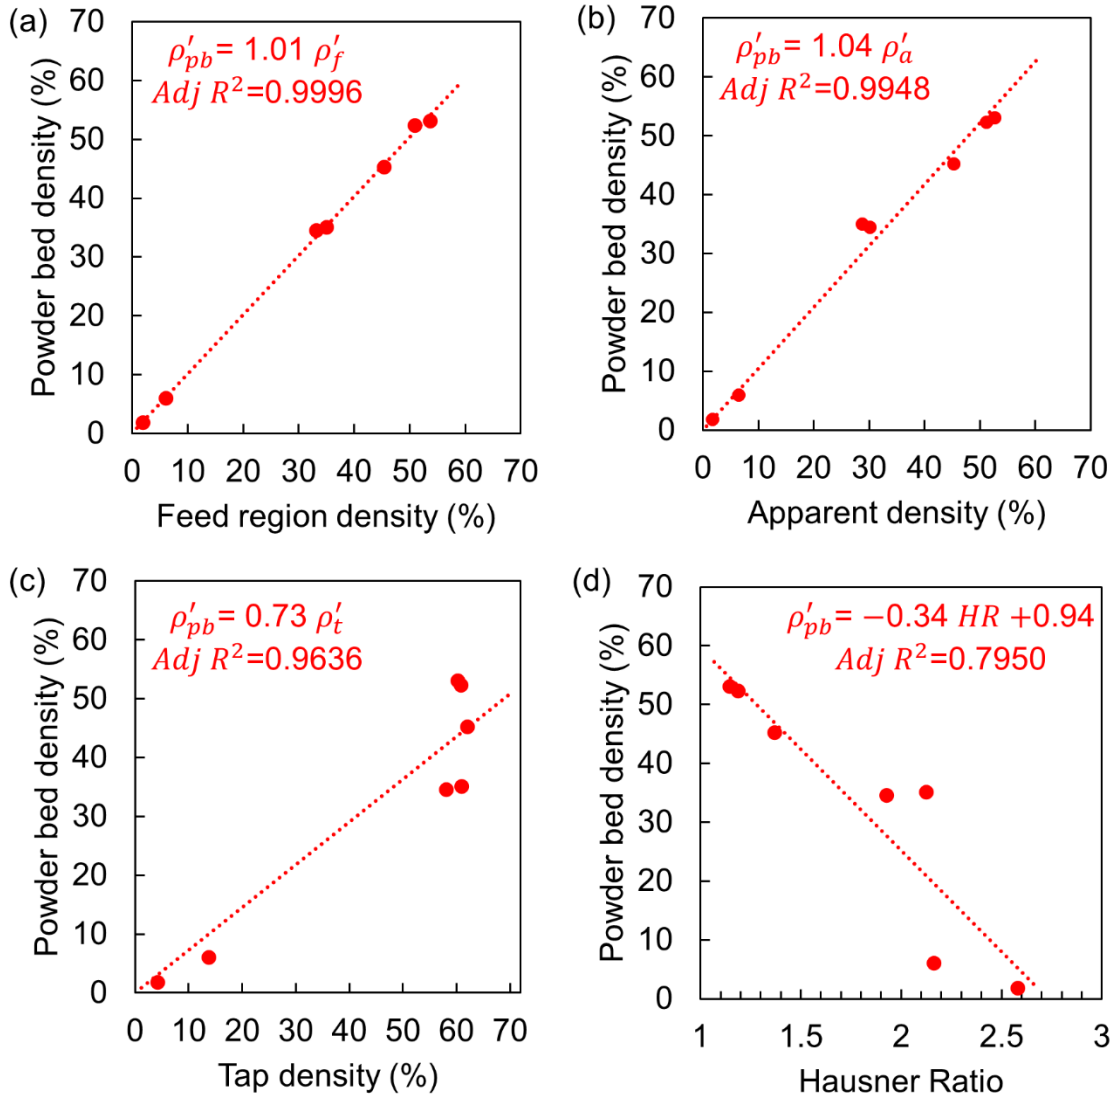 (a)
ρ′pb = 1.01 ρ′f
Adj R²=0.9996
Powder bed density (%)
70
60
50
40
30
20
10
0
0 10 20 30 40 50 60 70
Feed region density (%)
(b)
ρ′pb = 1.04 ρ′a
Adj R²=0.9948
Powder bed density (%)
70
60
50
40
30
20
10
0
0 10 20 30 40 50 60 70
Apparent density (%)
(c)
ρ′pb = 0.73 ρ′t
Adj R²=0.9636
Powder bed density (%)
70
60
50
40
30
20
10
0
0 10 20 30 40 50 60 70
Tap density (%)
(d)
ρ′pb = −0.34 HR +0.94
Adj R²=0.7950
Powder bed density (%)
70
60
50
40
30
20
10
0
1 1.5 2 2.5 3
Hausner Ratio